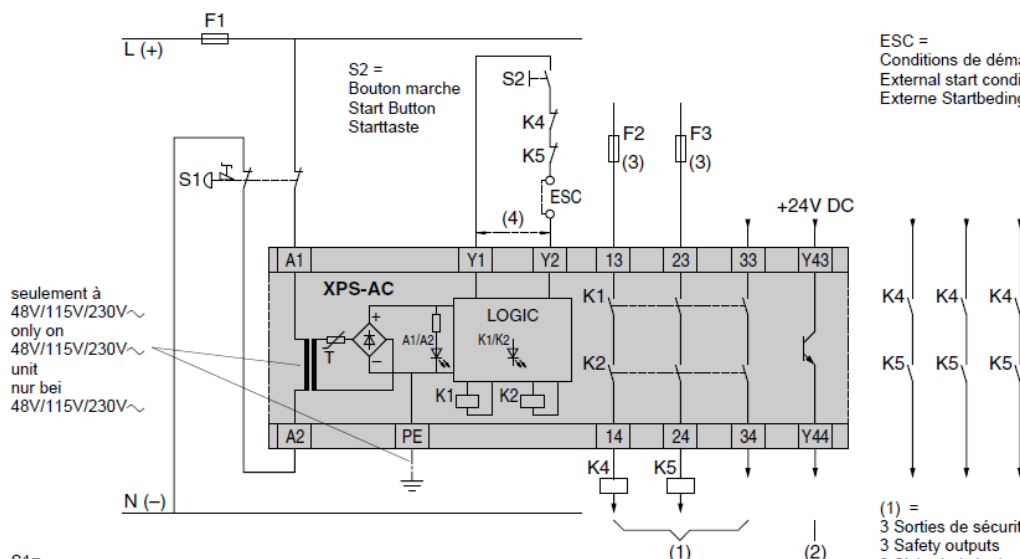 F1
L (+)
S2 =
Bouton marche
Start Button
Starttaste
S2
K4
K5
ESC
(4)
F2
(3)
F3
(3)
+24V DC
ESC =
Conditions de
External start
Externe
S1
A1
Y1
Y2
13
23
33
Y43
XPS-AC
seulement à
48V/115V/230V~
only on
48V/115V/230V~
unit
nur bei
48V/115V/230V~
+
−
T
A1/A2
LOGIC
K1/K2
K1
K2
K1
K2
K4
K4
K4
K5
K5
K5
A2
PE
14
24
34
Y44
K4
K5
N (–)
(1)
(2)
(1) =
3 Sorties de
3 Safety outputs
S1=